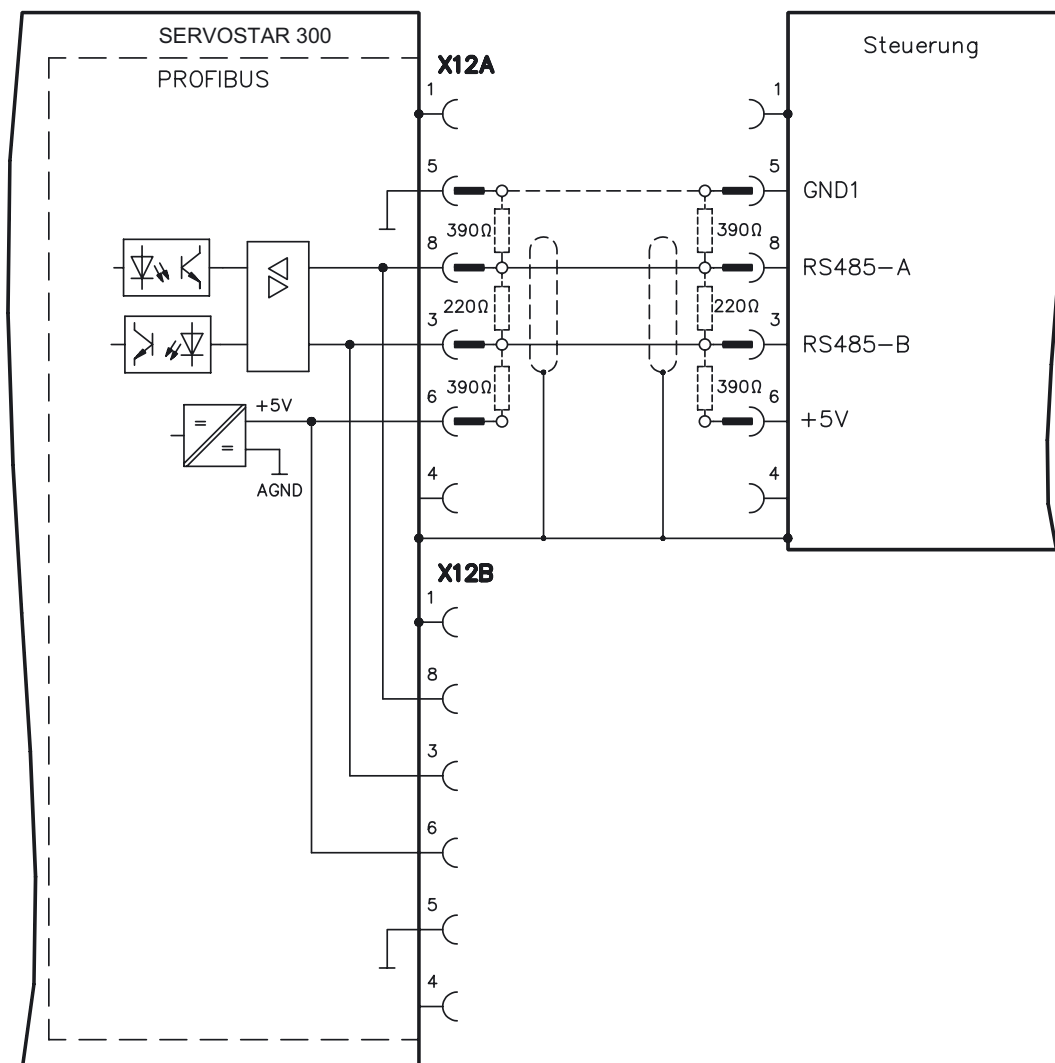 SERVOSTAR 300
PROFIBUS
X12A
Steuerung
1
1
5
5
GND1
390Ω
390Ω
8
8
RS485-A
220Ω
220Ω
3
3
RS485-B
390Ω
390Ω
6
6
+5V
+5V
=
=
AGND
4
4
X12B
1
8
3
6
5
4